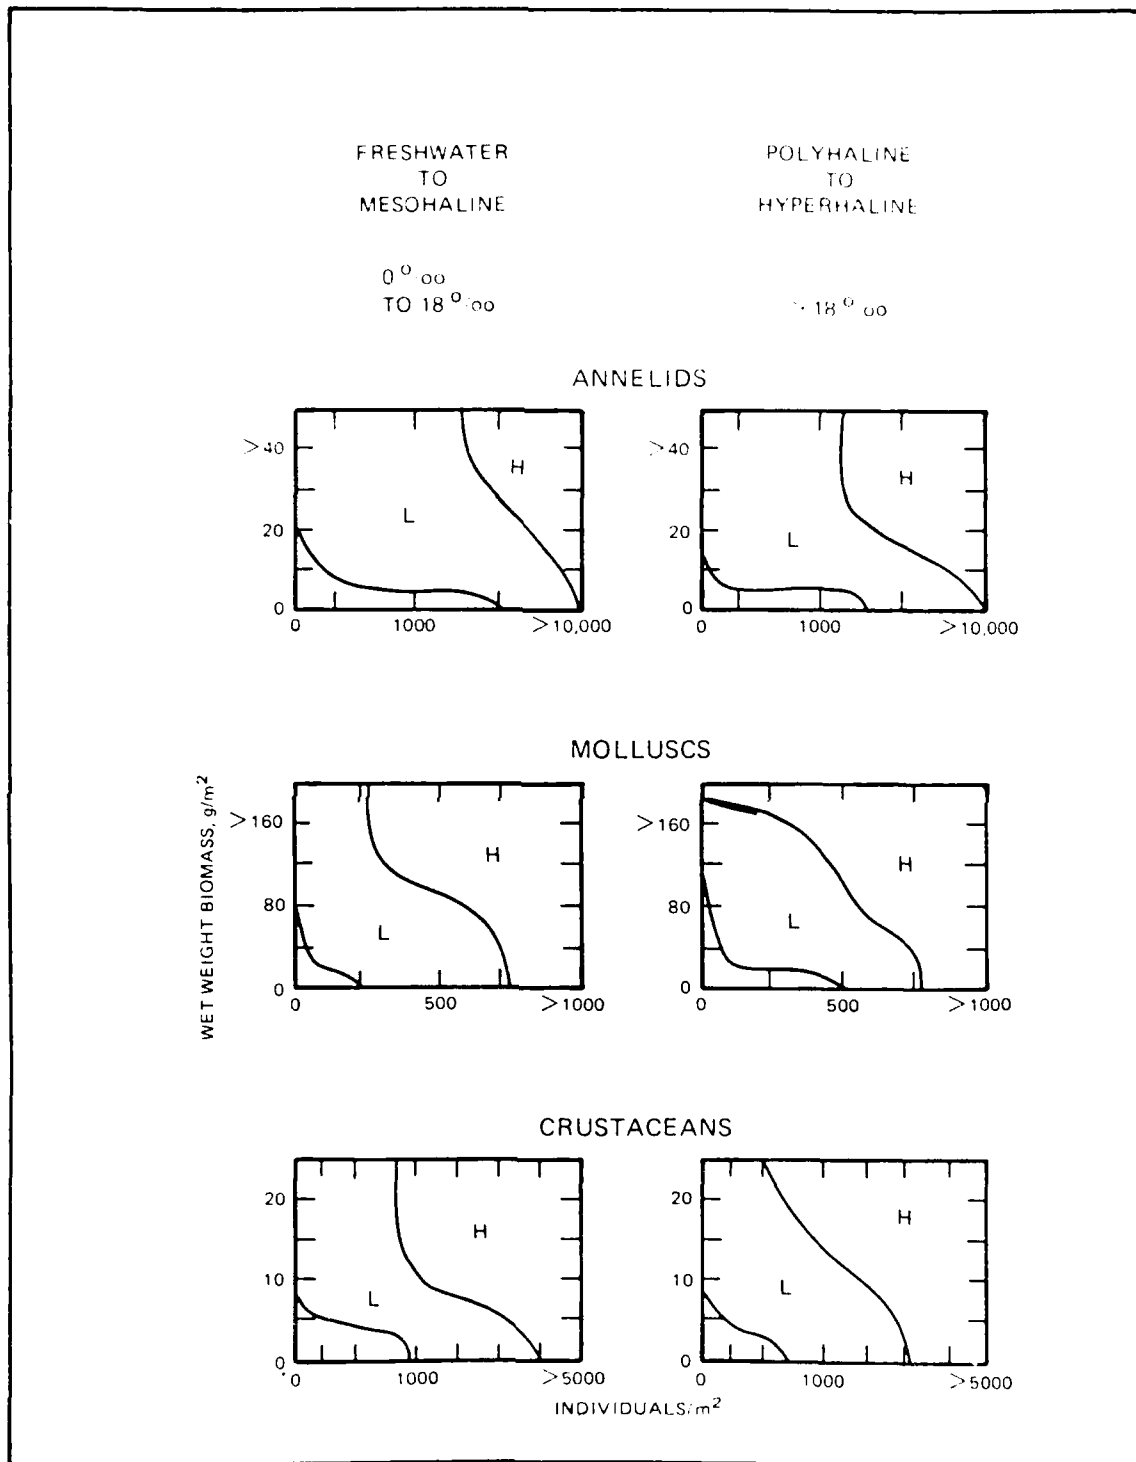 FRESHWATER
TO
MESOHALINE
0 º/oo
TO 18 º/oo
POLYHALINE
TO
HYPERHALINE
> 18 º/oo
ANNELIDS
>40
20
0
H
L
0
1000
>10,000
>40
20
0
H
L
0
1000
>10,000
MOLLUSCS
WET WEIGHT BIOMASS, g/m²
>160
80
0
H
L
0
500
>1000
>160
80
0
H
L
0
500
>1000
CRUSTACEANS
20
10
0
H
L
0
1000
>5000
20
10
0
H
L
0
1000
>5000
INDIVIDUALS/m²